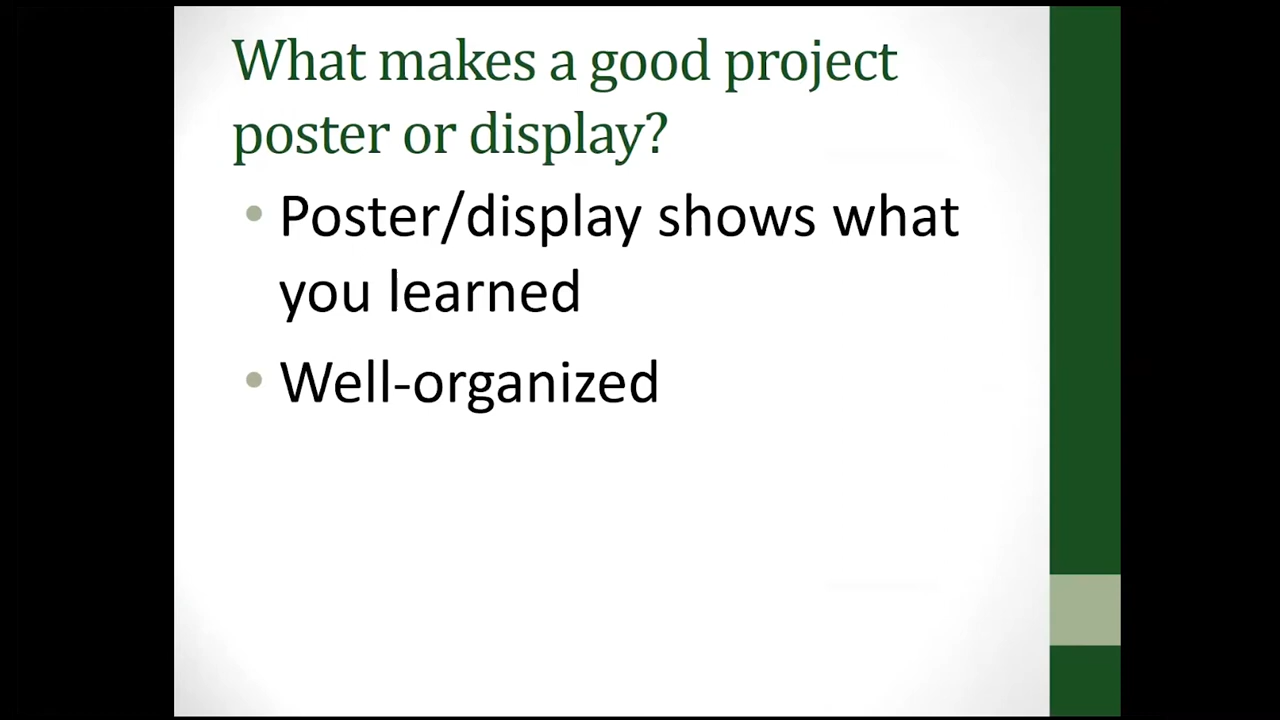 What makes a good project
poster or display?
• Poster/display shows what
you learned
• Well-organized